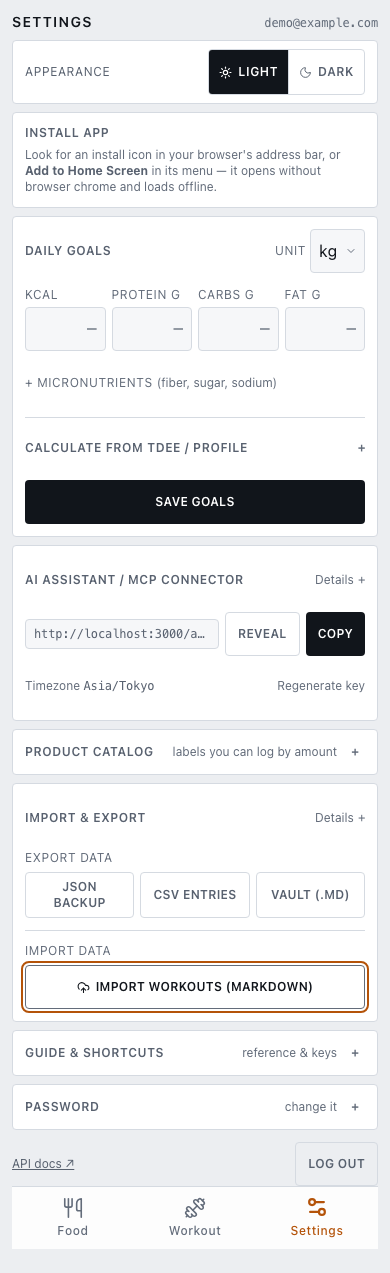 SETTINGS demo@example.com
APPEARANCE LIGHT DARK
INSTALL APP
Look for an install icon in your browser's address bar, or
Add to Home Screen in its menu — it opens without
browser chrome and loads offline.
DAILY GOALS UNIT kg
KCAL PROTEIN G CARBS G FAT G
— — — —
+ MICRONUTRIENTS (fiber, sugar, sodium)
CALCULATE FROM TDEE / PROFILE +
SAVE GOALS
AI ASSISTANT / MCP CONNECTOR Details +
http://localhost:3000/a… REVEAL COPY
Timezone Asia/Tokyo Regenerate key
PRODUCT CATALOG labels you can log by amount +
IMPORT & EXPORT Details +
EXPORT DATA
JSON BACKUP CSV ENTRIES VAULT (.MD)
IMPORT DATA
IMPORT WORKOUTS (MARKDOWN)
GUIDE & SHORTCUTS reference & keys +
PASSWORD change it +
API docs ↗ LOG OUT
Food Workout Settings